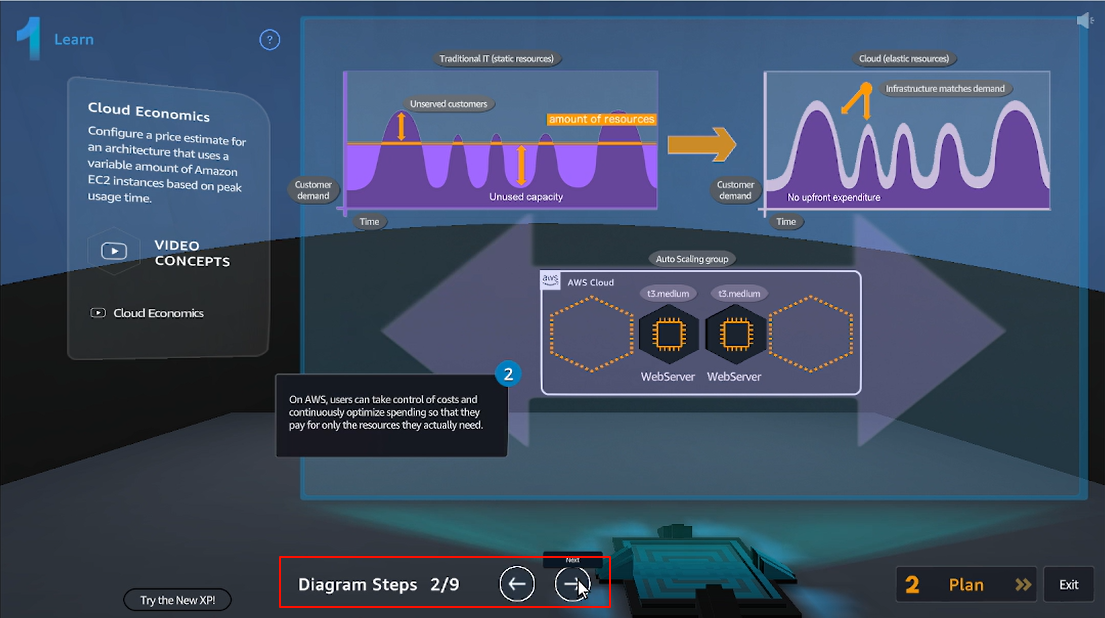 1 Learn
?
Cloud Economics
Configure a price estimate for
an architecture that uses a
variable amount of Amazon
EC2 instances based on peak
usage time.
VIDEO
CONCEPTS
Cloud Economics
Traditional IT (static resources)
Unserved customers
amount of resources
Customer
demand
Unused capacity
Time
Cloud (elastic resources)
Infrastructure matches demand
Customer
demand
No upfront expenditure
Time
Auto Scaling group
aws
AWS Cloud
t3.medium
t3.medium
WebServer
WebServer
2
On AWS, users can take control of costs and
continuously optimize spending so that they
pay for only the resources they actually need.
Next
Diagram Steps 2/9
Try the New XP!
2 Plan
Exit